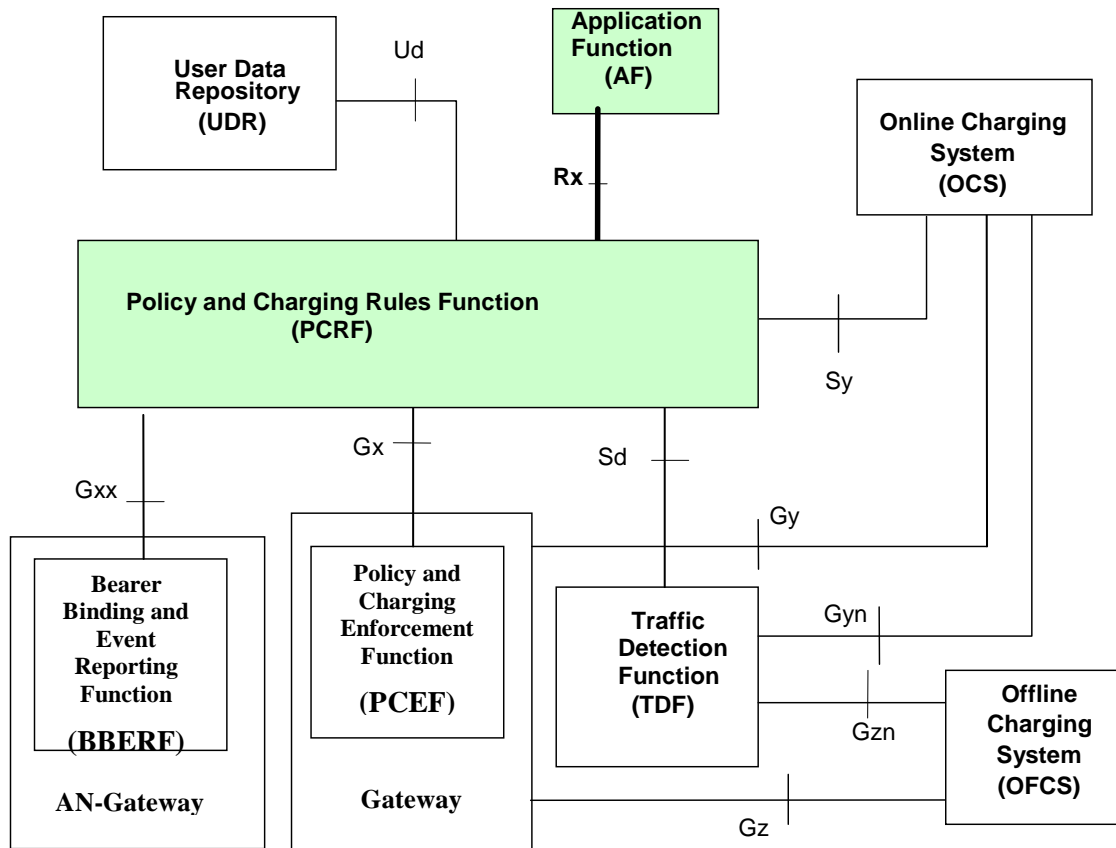 User Data
Repository
(UDR)
Ud
Application
Function
(AF)
Online Charging
System
(OCS)
Rx
Policy and Charging Rules Function
(PCRF)
Sy
Gxx
Gx
Sd
Gy
Bearer
Binding and
Event
Reporting
Function
(BBERF)
AN-Gateway
Policy and
Charging
Enforcement
Function
(PCEF)
Gateway
Traffic
Detection
Function
(TDF)
Gyn
Gzn
Offline
Charging
System
(OFCS)
Gz